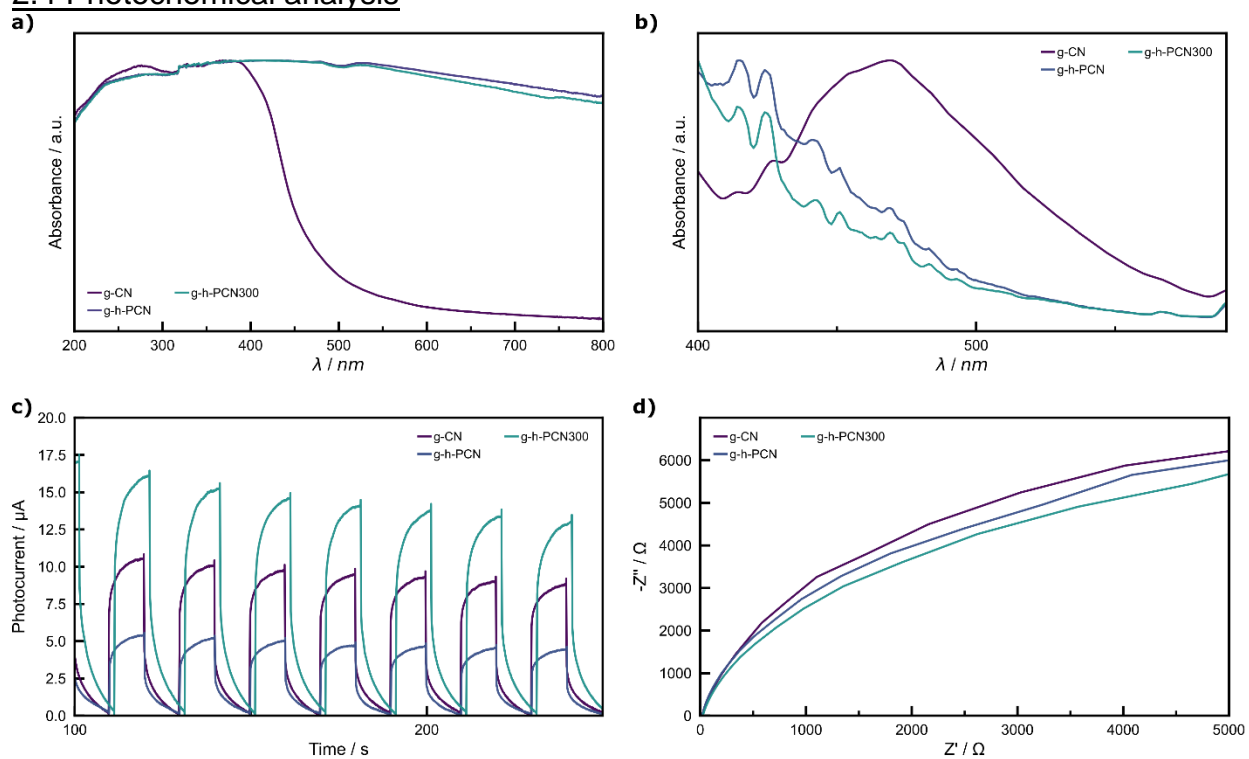 a)
Absorbance / a.u.
g-CN
g-h-PCN300
g-h-PCN
200 300 400 500 600 700 800
λ / nm
b)
Absorbance / a.u.
g-CN
g-h-PCN300
g-h-PCN
400 500
λ / nm
c)
Photocurrent / µA
20.0
17.5
15.0
12.5
10.0
7.5
5.0
2.5
0.0
g-CN
g-h-PCN300
g-h-PCN
100 200
Time / s
d)
-Z'' / Ω
6000
5000
4000
3000
2000
1000
0
g-CN
g-h-PCN300
g-h-PCN
0 1000 2000 3000 4000 5000
Z' / Ω